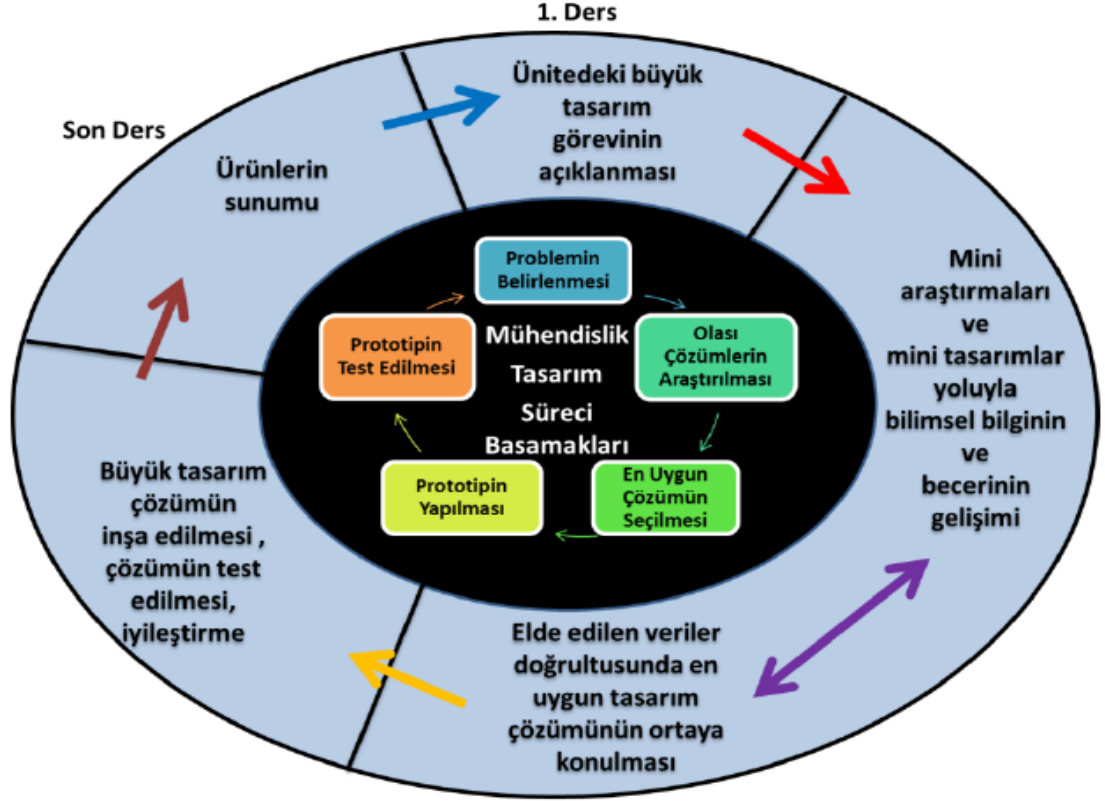 1. Ders
Ünitedeki büyük
tasarım
görevinin
açıklanması
Mini
araştırmaları
ve
mini tasarımlar
yoluyla
bilimsel bilginin
ve
becerinin
gelişimi
Elde edilen veriler
doğrultusunda en
uygun tasarım
çözümünün ortaya
konulması
Büyük tasarım
çözümün
inşa edilmesi ,
çözümün test
edilmesi,
iyileştirme
Son Ders
Ürünlerin
sunumu
Mühendislik
Tasarım
Süreci
Basamakları
Problemin
Belirlenmesi
Olası
Çözümlerin
Araştırılması
En Uygun
Çözümün
Seçilmesi
Prototipin
Yapılması
Prototipin
Test Edilmesi